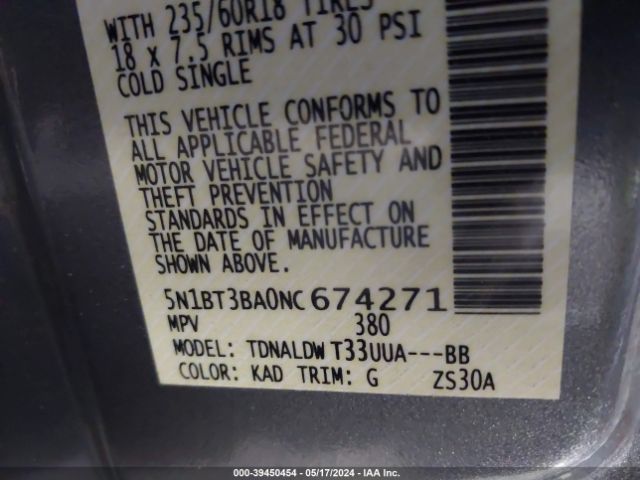 WITH 235/60R18 TIRES
18 x 7.5 RIMS AT 30 PSI
COLD SINGLE
THIS VEHICLE CONFORMS TO
ALL APPLICABLE FEDERAL
MOTOR VEHICLE SAFETY AND
THEFT PREVENTION
STANDARDS IN EFFECT ON
THE DATE OF MANUFACTURE
SHOWN ABOVE.
5N1BT3BA0NC674271
MPV 380
MODEL: TDNALDWT33UUA---BB
COLOR: KAD TRIM: G ZS30A
000-39450454 / 05/17/2024 / IAA Inc.